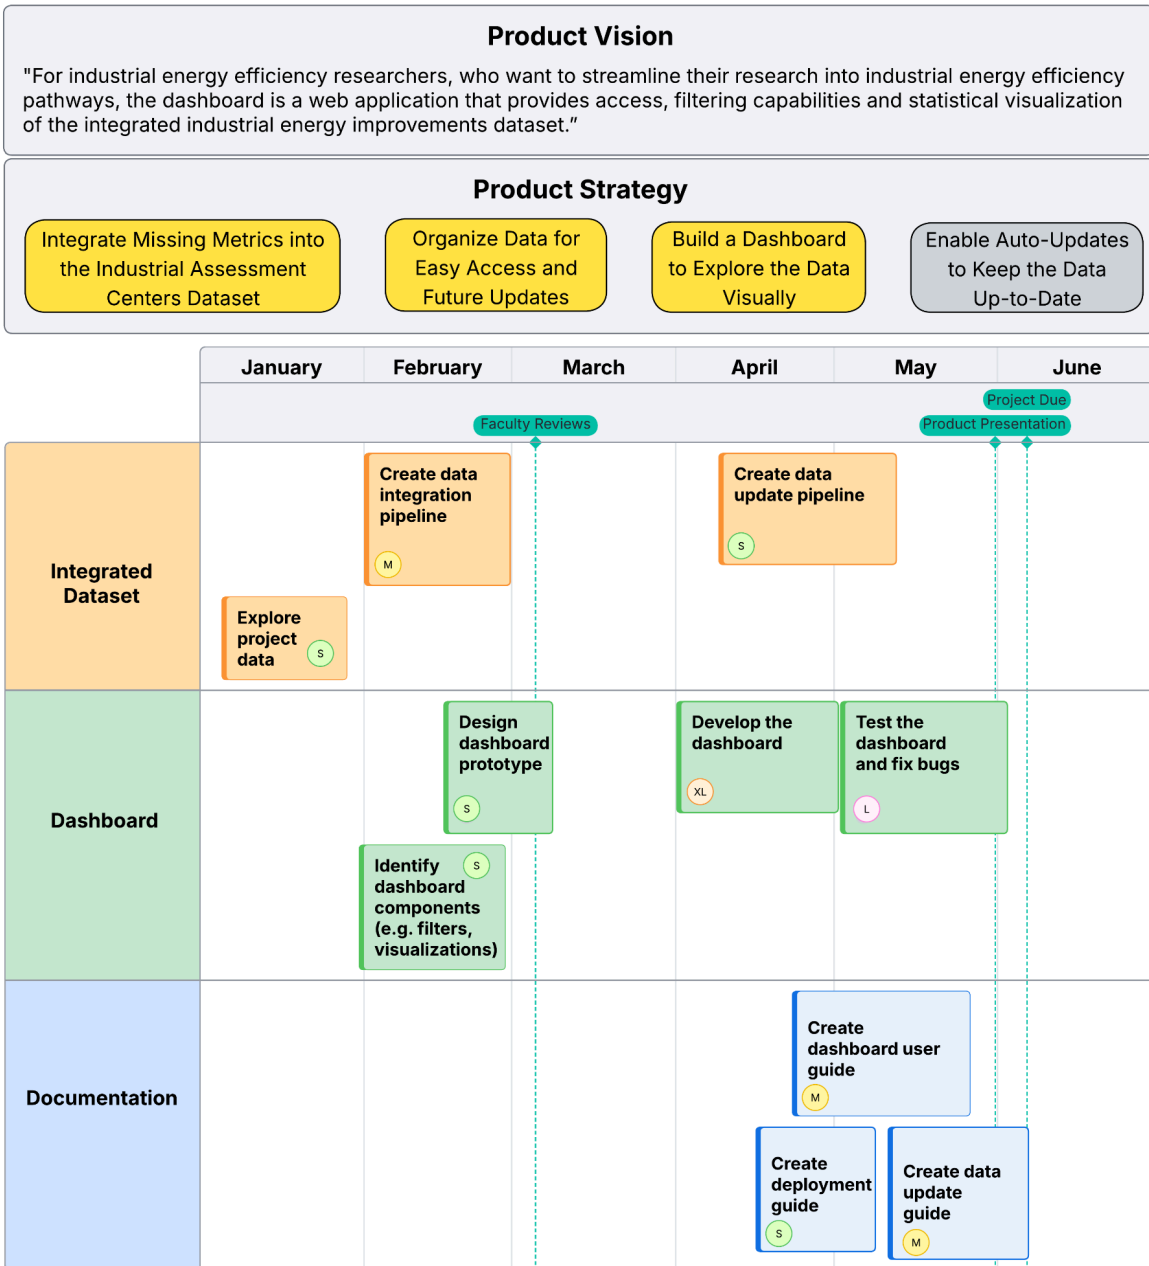 Product Vision
"For industrial energy efficiency researchers, who want to streamline their research into industrial energy efficiency
pathways, the dashboard is a web application that provides access, filtering capabilities and statistical visualization
of the integrated industrial energy improvements dataset.”
Product Strategy
Integrate Missing Metrics into
the Industrial Assessment
Centers Dataset
Organize Data for
Easy Access and
Future Updates
Build a Dashboard
to Explore the Data
Visually
Enable Auto-Updates
to Keep the Data
Up-to-Date
January
February
March
April
May
June
Project Due
Faculty Reviews
Product Presentation
Integrated
Dataset
Create data
integration
pipeline
M
Create data
update pipeline
S
Explore
project
data
S
Dashboard
Design
dashboard
prototype
S
Develop the
dashboard
XL
Test the
dashboard
and fix bugs
L
Identify
dashboard
components
(e.g. filters,
visualizations)
S
Documentation
Create
dashboard user
guide
M
Create
deployment
guide
S
Create data
update
guide
M